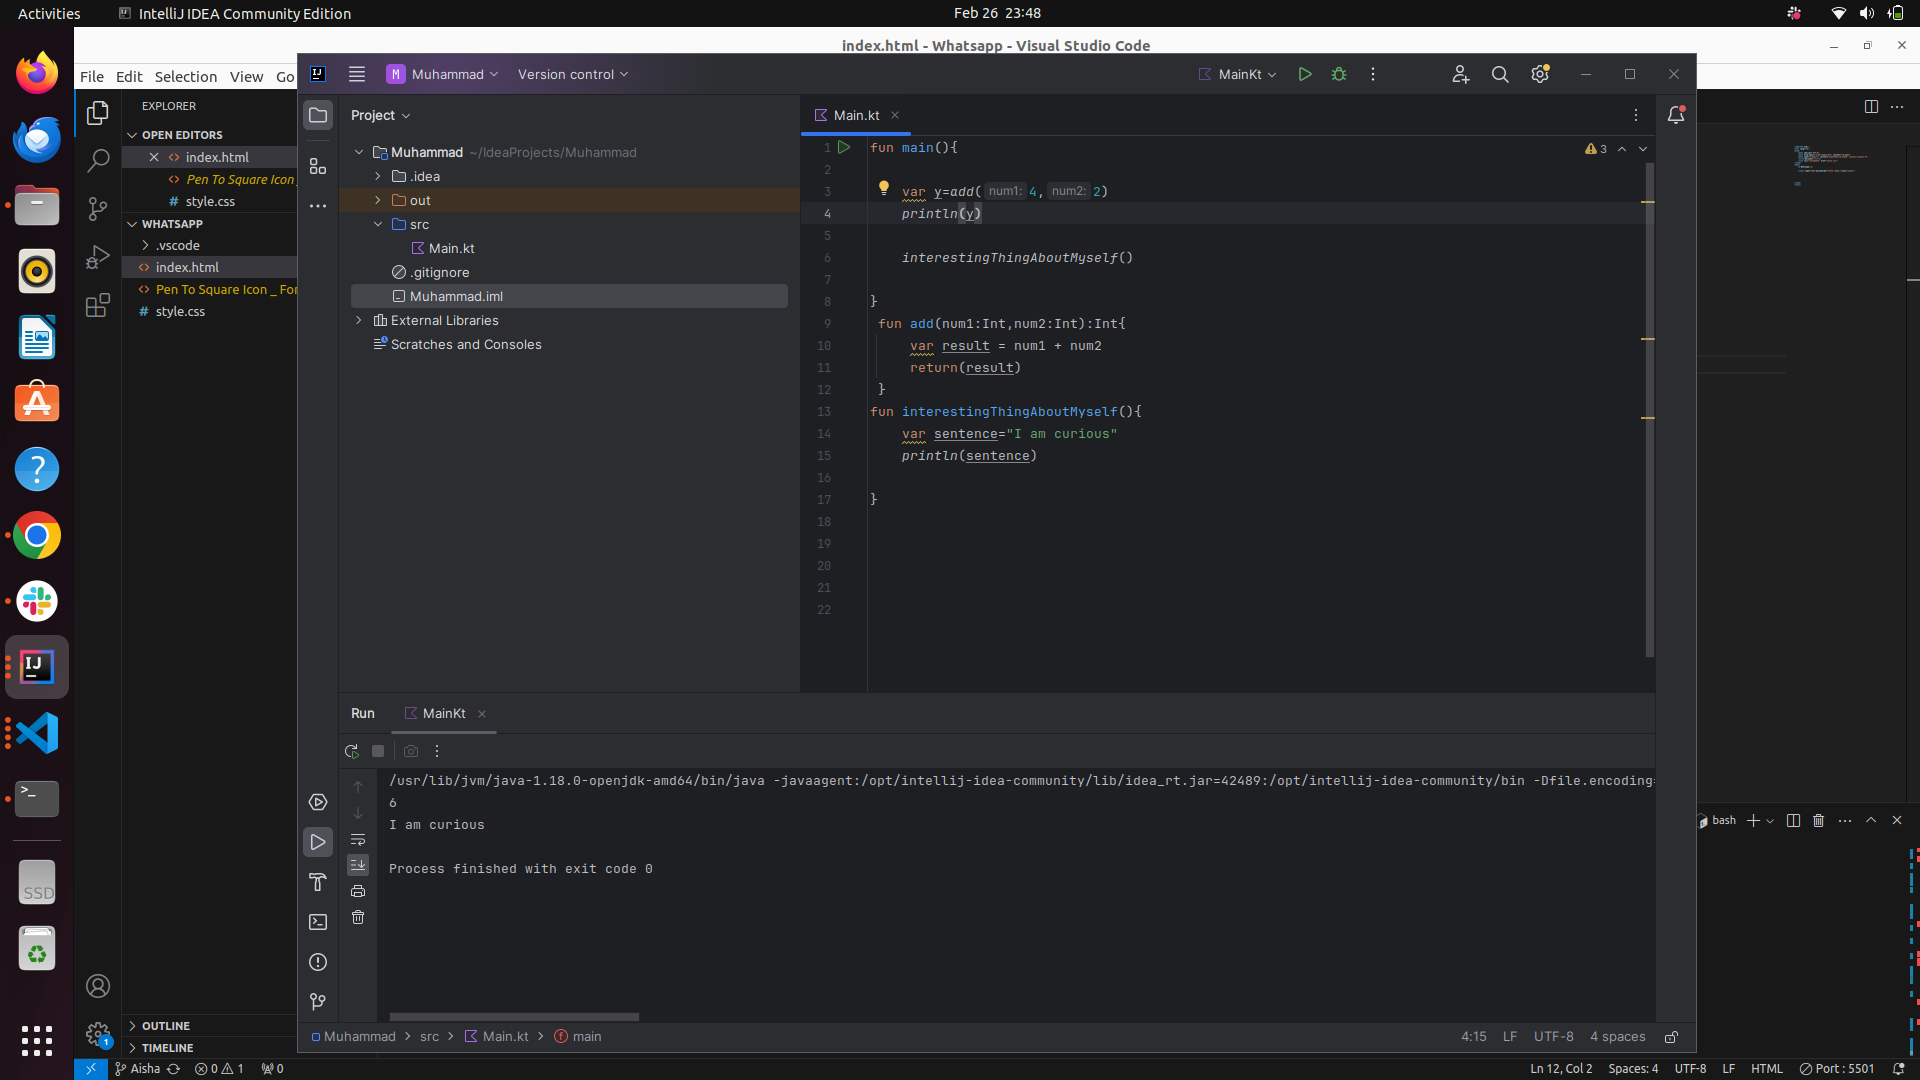 Activities
IntelliJ IDEA Community Edition
Feb 26 23:48
index.html - Whatsapp - Visual Studio Code
File Edit Selection View Go
EXPLORER
OPEN EDITORS
index.html
Pen To Square Icon
style.css
WHATSAPP
.vscode
index.html
Pen To Square Icon _ For
style.css
OUTLINE
TIMELINE
M Muhammad
Version control
MainKt
Project
Muhammad ~/IdeaProjects/Muhammad
.idea
out
src
Main.kt
.gitignore
Muhammad.iml
External Libraries
Scratches and Consoles
Main.kt
3
1 fun main(){
2
3 var y=add( num1: 4, num2: 2)
4 println(y)
5
6 interestingThingAboutMyself()
7
8 }
9 fun add(num1:Int,num2:Int):Int{
10 var result = num1 + num2
11 return(result)
12 }
13 fun interestingThingAboutMyself(){
14 var sentence="I am curious"
15 println(sentence)
16
17 }
18
19
20
21
22
Run
MainKt
/usr/lib/jvm/java-1.18.0-openjdk-amd64/bin/java -javaagent:/opt/intellij-idea-community/lib/idea_rt.jar=42489:/opt/intellij-idea-community/bin -Dfile.encoding=
6
I am curious
Process finished with exit code 0
Muhammad > src > Main.kt > main
4:15 LF UTF-8 4 spaces
bash
SSD
Aisha 0 1 0
Ln 12, Col 2 Spaces: 4 UTF-8 LF HTML Port : 5501